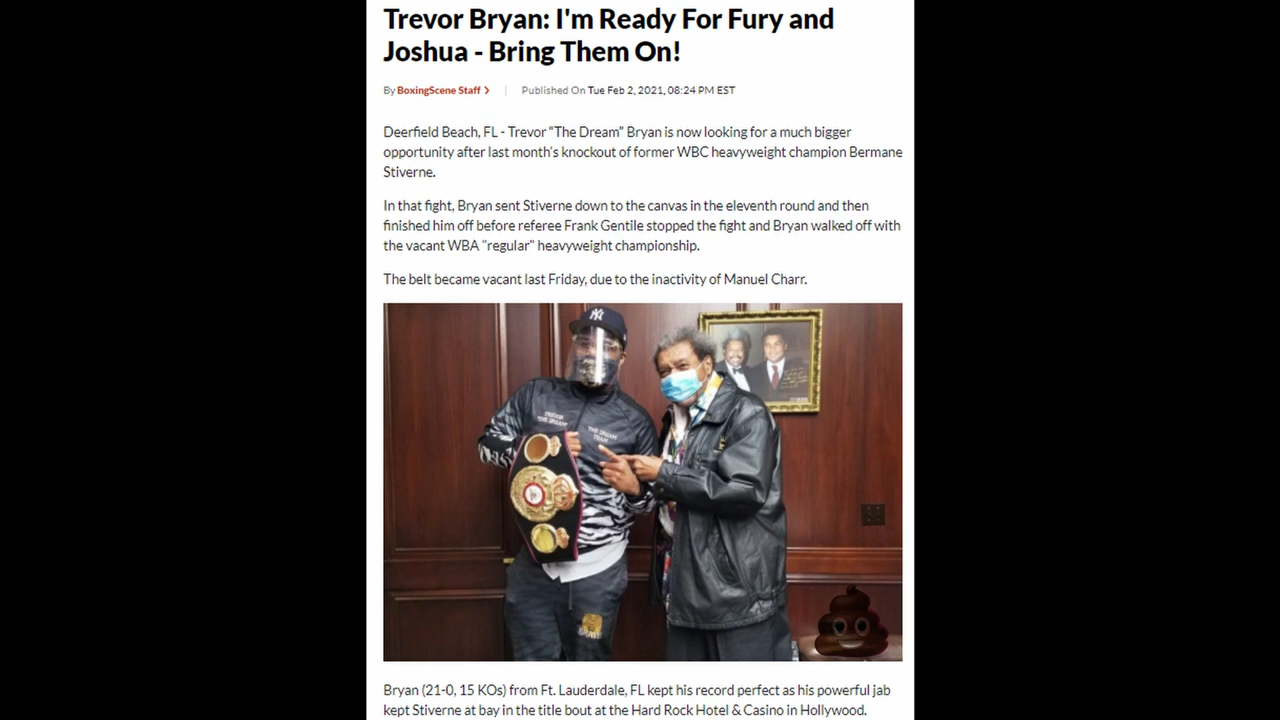 Trevor Bryan: I'm Ready For Fury and
Joshua - Bring Them On!
By BoxingScene Staff
Published On Tue Feb 2, 2021, 08:24 PM EST
Deerfield Beach, FL - Trevor “The Dream” Bryan is now looking for a much bigger
opportunity after last month’s knockout of former WBC heavyweight champion Bermane
Stiverne.
In that fight, Bryan sent Stiverne down to the canvas in the eleventh round and then
finished him off before referee Frank Gentile stopped the fight and Bryan walked off with
the vacant WBA "regular" heavyweight championship.
The belt became vacant last Friday, due to the inactivity of Manuel Charr.
TREVOR
"THE DREAM"
THE DREAM
TEAM
Bryan (21-0, 15 KOs) from Ft. Lauderdale, FL kept his record perfect as his powerful jab
kept Stiverne at bay in the title bout at the Hard Rock Hotel & Casino in Hollywood.